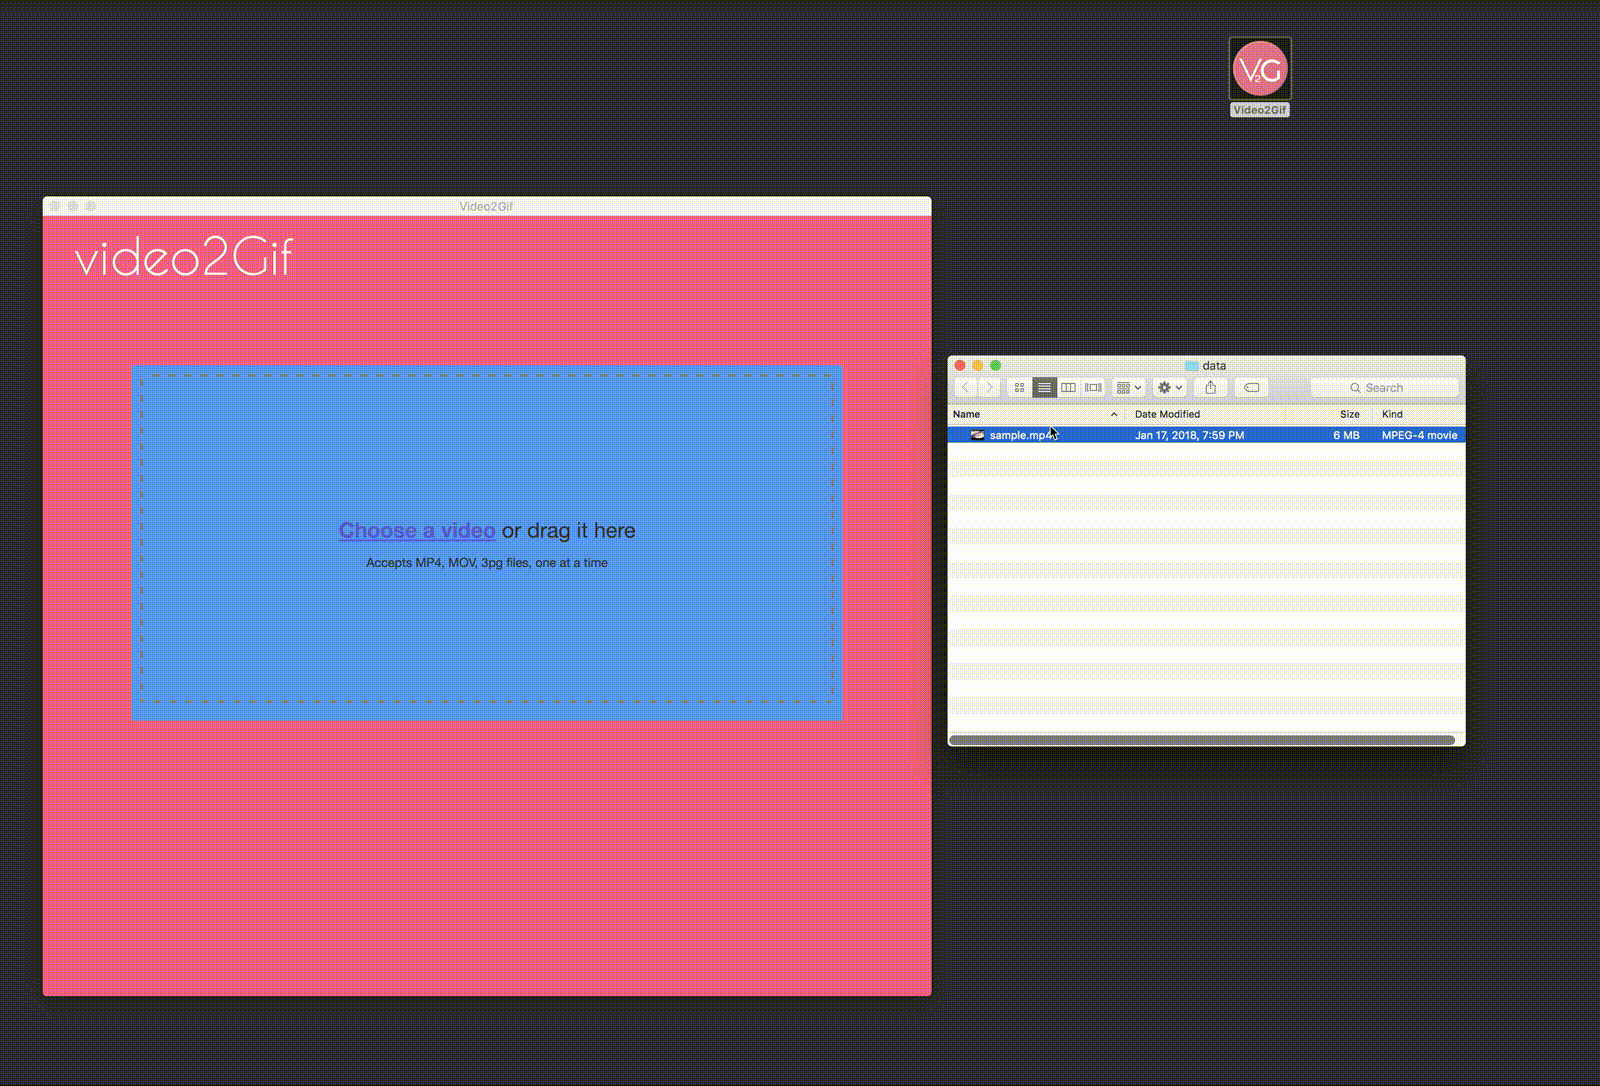 V2G
Video2Gif
Video2Gif
video2Gif
Choose a video or drag it here
Accepts MP4, MOV, 3pg files, one at a time
data
Search
Name Date Modified Size Kind
sample.mp4 Jan 17, 2018, 7:59 PM 6 MB MPEG-4 movie